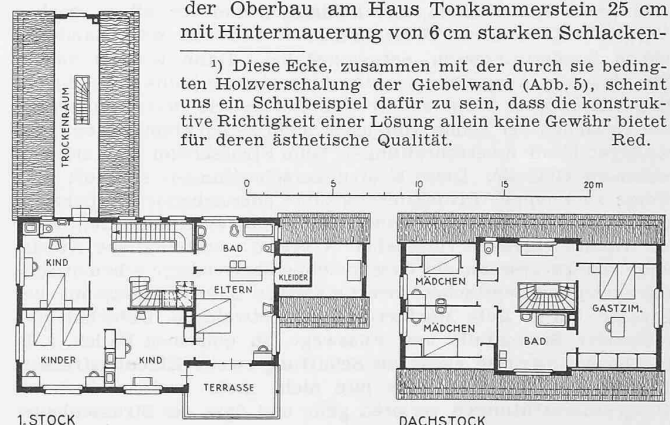 der Oberbau am Haus Tonkammerstein 25 cm
mit Hintermauerung von 6 cm starken Schlacken-
¹) Diese Ecke, zusammen mit der durch sie beding-
ten Holzverschalung der Giebelwand (Abb. 5), scheint
uns ein Schulbeispiel dafür zu sein, dass die konstruk-
tive Richtigkeit einer Lösung allein keine Gewähr bietet
für deren ästhetische Qualität. Red.
TROCKENRAUM
0 5 10 15 20 m
KIND
BAD
KLEIDER
ELTERN
KINDER
KIND
TERRASSE
1. STOCK
MÄDCHEN
MÄDCHEN
GASTZIM.
BAD
DACHSTOCK